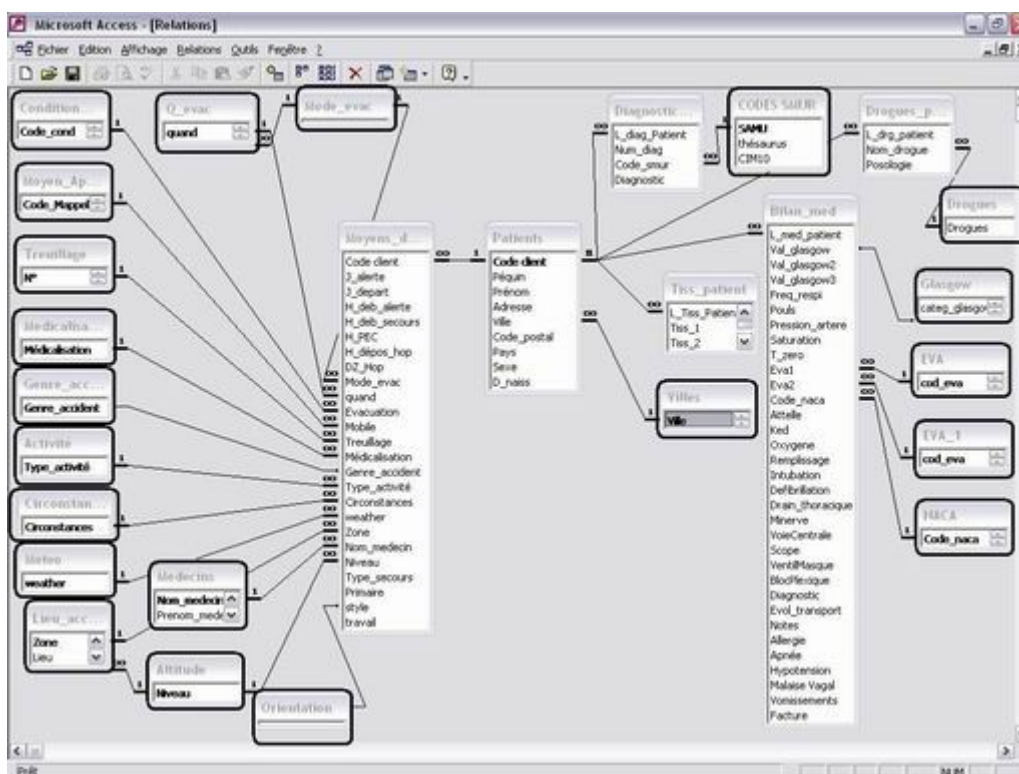 Microsoft Access - [Relations]
Fichier Edition Affichage Relations Outils Fenêtre ?
Condition...
Code_cond
Q_evac
quand
Mode_evac
Moyen_Ap...
Code_Mappel
Treuillage
N°
Medicalisa...
Médicalisation
Genre_acc...
Genre_accident
Activité
Type_activité
Circonstan...
Circonstances
Meteo
weather
Lieu_acc...
Zone
Lieu
Medecins
Nom_medecin
Prenom_mede
Altitude
Niveau
Orientation
Moyens_d...
Code client
J_alerte
J_depart
H_deb_alerte
H_deb_secours
H_PEC
H_dépos_hop
DZ_Hop
Mode_evac
quand
Evacuation
Mobile
Treuillage
Médicalisation
Genre_accident
Type_activité
Circonstances
weather
Zone
Nom_medecin
Niveau
Type_secours
Primaire
style
travail
Patients
Code client
Péquin
Prénom
Adresse
Ville
Code_postal
Pays
Sexe
D_naiss
Diagnostic...
L_diag_Patient
Num_diag
Code_smur
Diagnostic
CODES SMUR
SAMU
thésaurus
CIM10
Drogues_p...
L_drg_patient
Nom_drogue
Posologie
Drogues
Drogues
Tiss_patient
L_Tiss_Patien
Tiss_1
Tiss_2
Villes
Ville
Bilan_med
L_med_patient
Val_glasgow
Val_glasgow2
Val_glasgow3
Freq_respi
Pouls
Pression_artere
Saturation
T_zero
Eva1
Eva2
Code_naca
Attelle
Ked
Oxygene
Remplissage
Intubation
Defibrillation
Drain_thoracique
Minerve
VoieCentrale
Scope
VentilMasque
BlocPlexique
Diagnostic
Evol_transport
Notes
Allergie
Apnée
Hypotension
Malaise Vagal
Vomissements
Facture
Glasgow
categ_glasgow
EVA
cod_eva
EVA_1
cod_eva
NACA
Code_naca
Prêt
NUM